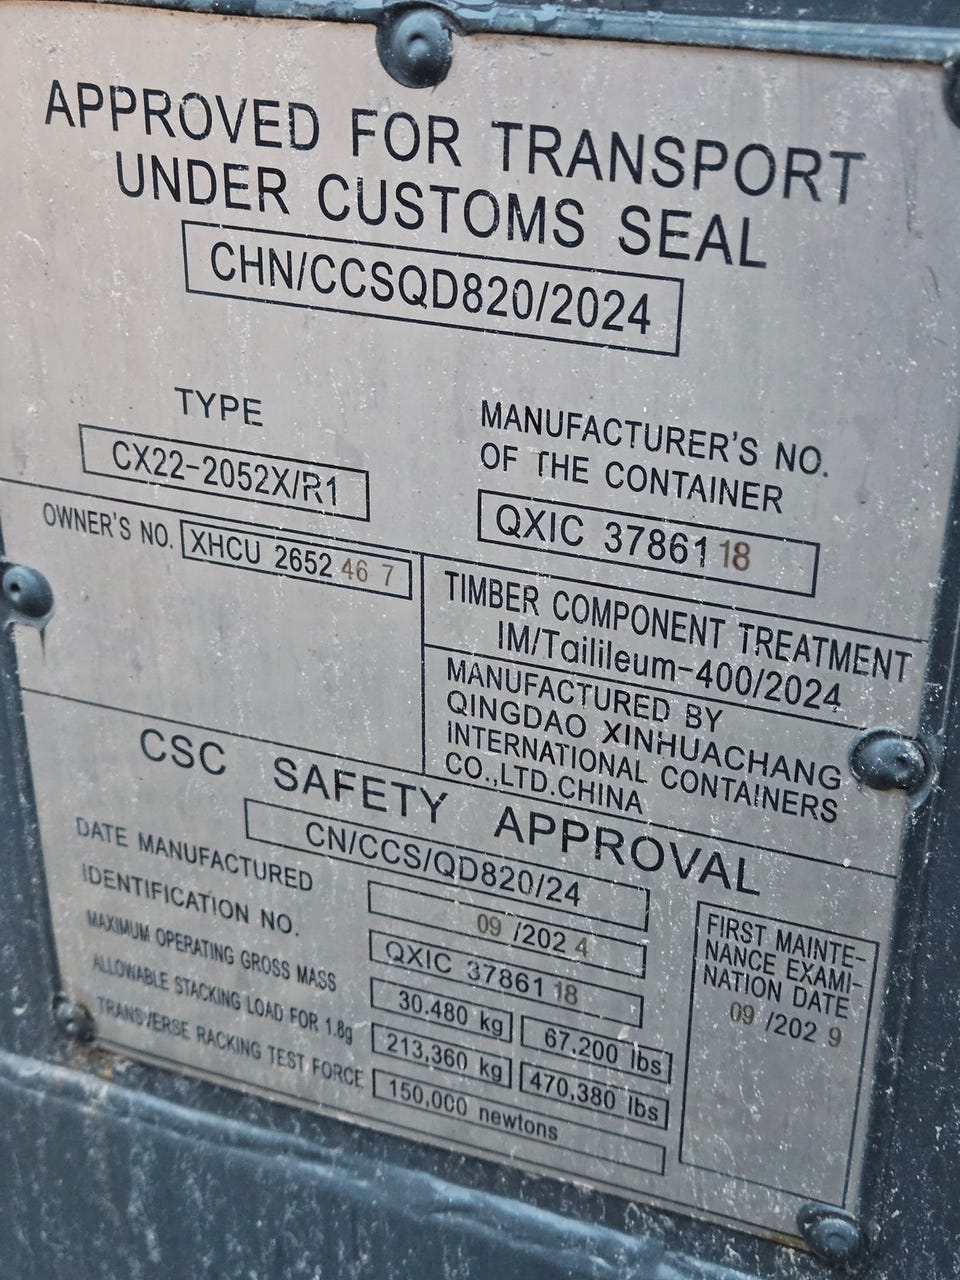 APPROVED FOR TRANSPORT
UNDER CUSTOMS SEAL
CHN/CCSQD820/2024
TYPE
CX22-2052X/R1
MANUFACTURER'S NO.
OF THE CONTAINER
QXIC 3786118
OWNER'S NO. XHCU 265246 7
TIMBER COMPONENT TREATMENT
IM/Tailileum-400/2024
MANUFACTURED BY
QINGDAO XINHUACHANG
INTERNATIONAL CONTAINERS
CO.,LTD.CHINA
CSC SAFETY APPROVAL
CN/CCS/QD820/24
DATE MANUFACTURED 09 /2024
IDENTIFICATION NO. QXIC 3786118
MAXIMUM OPERATING GROSS MASS 30.480 kg 67,200 lbs
ALLOWABLE STACKING LOAD FOR 1.8g 213,360 kg 470,380 lbs
TRANSVERSE RACKING TEST FORCE 150,000 newtons
FIRST MAINTE-
NANCE EXAMI-
NATION DATE
09 /2029